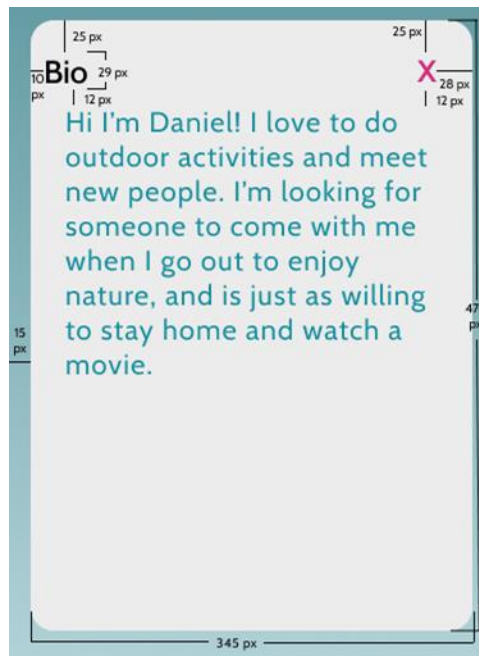 25 px
25 px
10 px
Bio
29 px
X
28 px
12 px
12 px
Hi I'm Daniel! I love to do
outdoor activities and meet
new people. I'm looking for
someone to come with me
when I go out to enjoy
nature, and is just as willing
to stay home and watch a
movie.
15
px
345 px